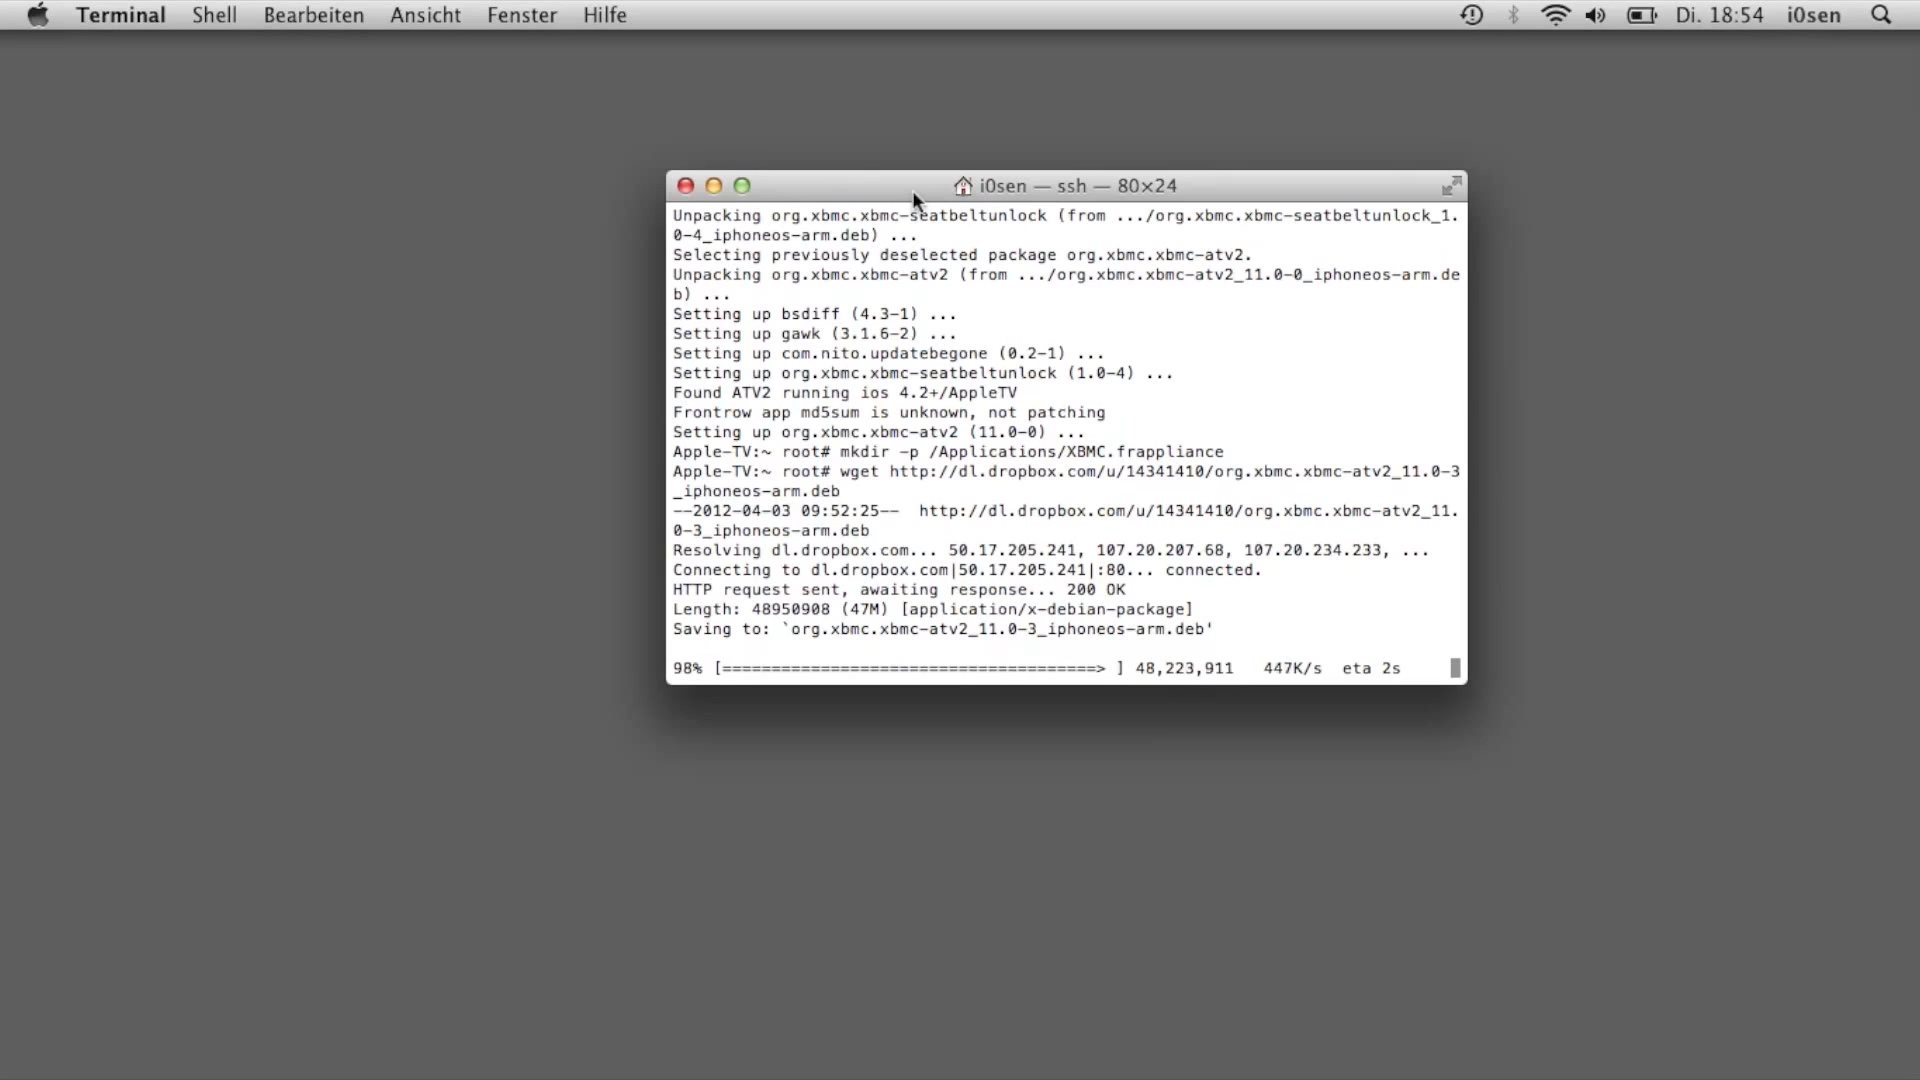 Terminal Shell Bearbeiten Ansicht Fenster Hilfe Di. 18:54 i0sen
i0sen — ssh — 80×24
Unpacking org.xbmc.xbmc-seatbeltunlock (from .../org.xbmc.xbmc-seatbeltunlock_1.
0-4_iphoneos-arm.deb) ...
Selecting previously deselected package org.xbmc.xbmc-atv2.
Unpacking org.xbmc.xbmc-atv2 (from .../org.xbmc.xbmc-atv2_11.0-0_iphoneos-arm.de
b) ...
Setting up bsdiff (4.3-1) ...
Setting up gawk (3.1.6-2) ...
Setting up com.nito.updatebegone (0.2-1) ...
Setting up org.xbmc.xbmc-seatbeltunlock (1.0-4) ...
Found ATV2 running ios 4.2+/AppleTV
Frontrow app md5sum is unknown, not patching
Setting up org.xbmc.xbmc-atv2 (11.0-0) ...
Apple-TV:~ root# mkdir -p /Applications/XBMC.frappliance
Apple-TV:~ root# wget http://dl.dropbox.com/u/14341410/org.xbmc.xbmc-atv2_11.0-3
_iphoneos-arm.deb
--2012-04-03 09:52:25--  http://dl.dropbox.com/u/14341410/org.xbmc.xbmc-atv2_11.
0-3_iphoneos-arm.deb
Resolving dl.dropbox.com... 50.17.205.241, 107.20.207.68, 107.20.234.233, ...
Connecting to dl.dropbox.com|50.17.205.241|:80... connected.
HTTP request sent, awaiting response... 200 OK
Length: 48950908 (47M) [application/x-debian-package]
Saving to: `org.xbmc.xbmc-atv2_11.0-3_iphoneos-arm.deb'
98% [======================================> ] 48,223,911   447K/s  eta 2s